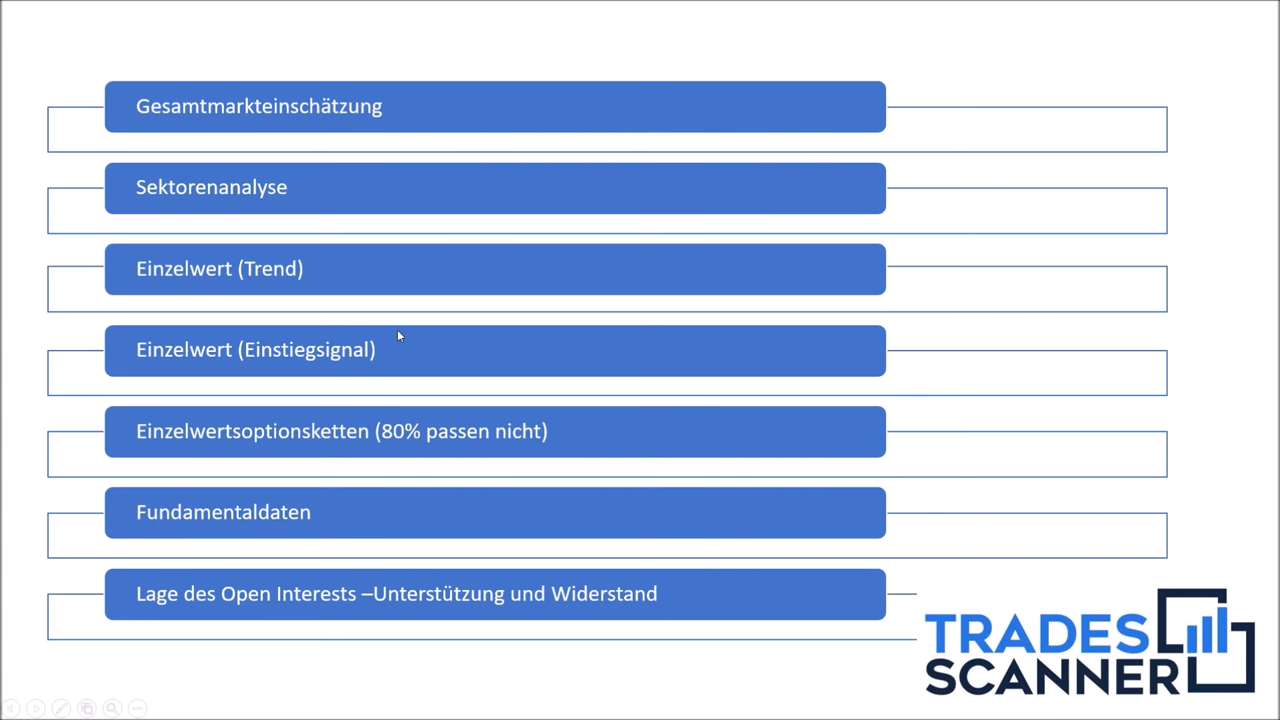 Gesamtmarkteinschätzung
Sektorenanalyse
Einzelwert (Trend)
Einzelwert (Einstiegsignal)
Einzelwertsoptionsketten (80% passen nicht)
Fundamentaldaten
Lage des Open Interests –Unterstützung und Widerstand
TRADES
SCANNER